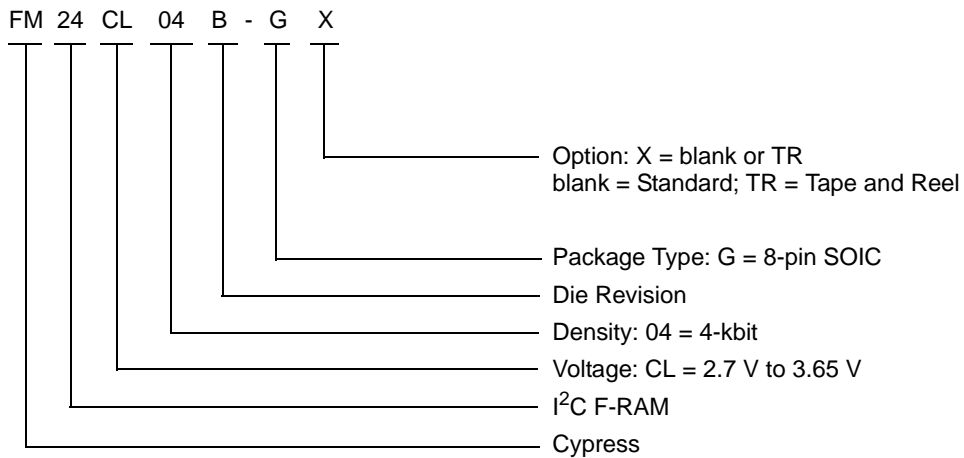 FM 24 CL 04 B - G X
Option: X = blank or TR
blank = Standard; TR = Tape and Reel
Package Type: G = 8-pin SOIC
Die Revision
Density: 04 = 4-kbit
Voltage: CL = 2.7 V to 3.65 V
I²C F-RAM
Cypress